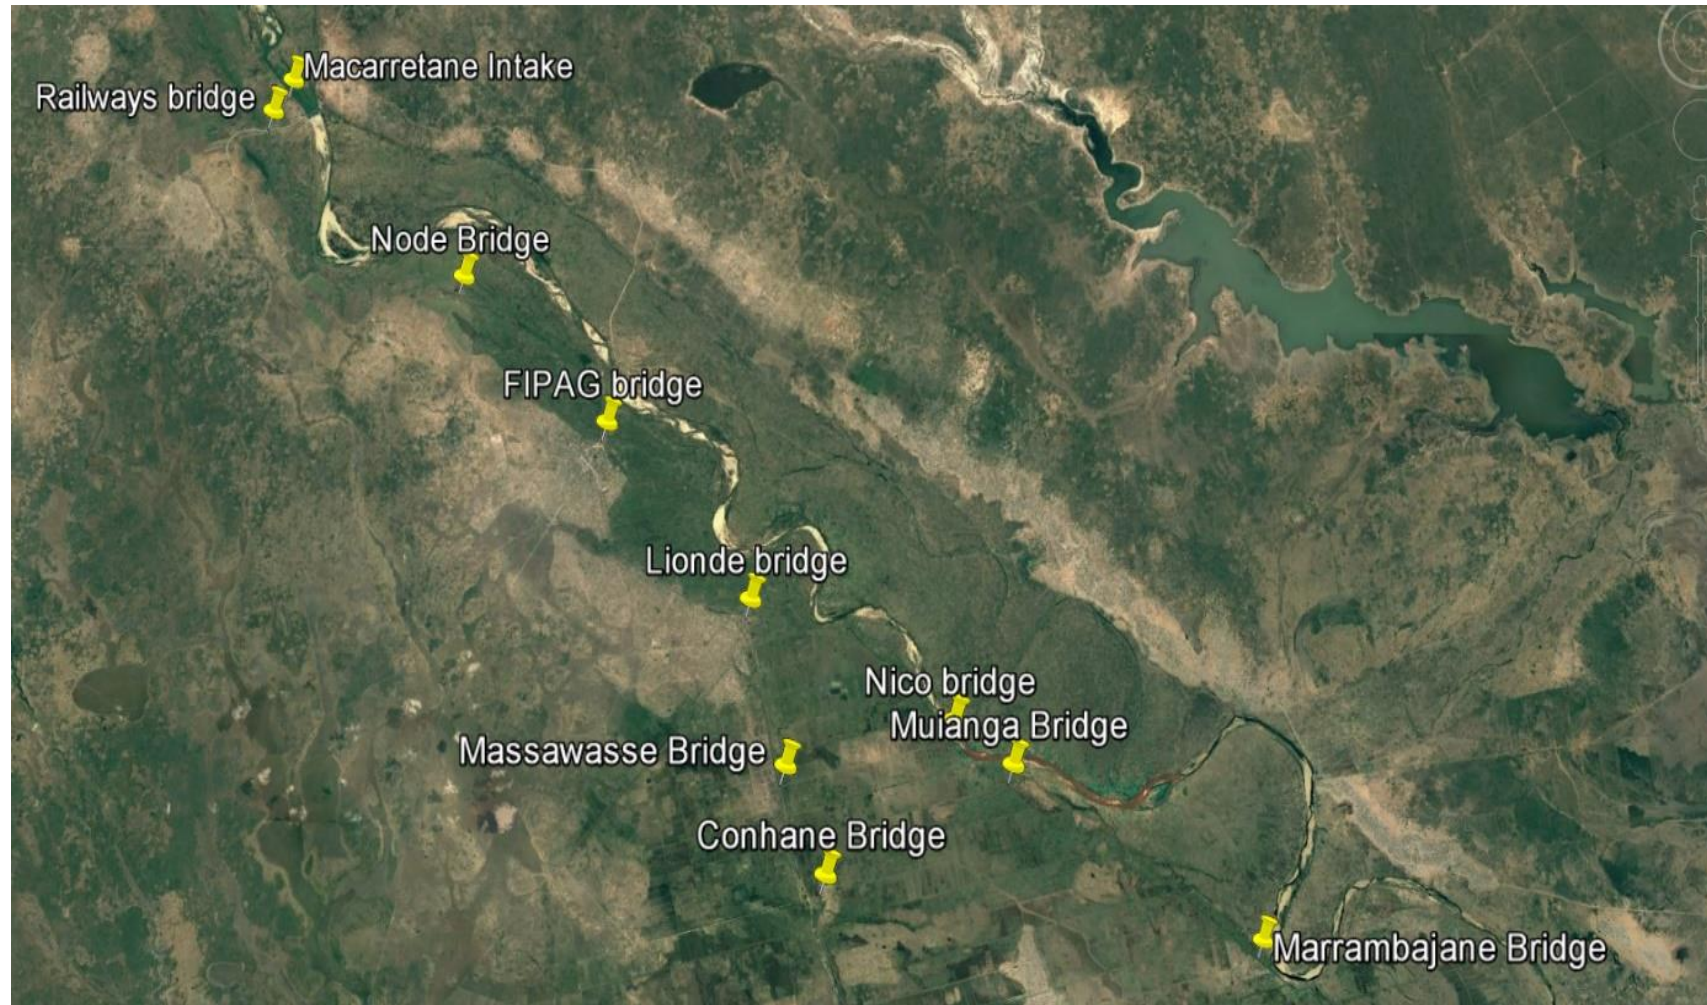 Macarretane Intake
Railways bridge
Node Bridge
FIPAG bridge
Lionde bridge
Nico bridge
Muianga Bridge
Massawasse Bridge
Conhane Bridge
Marrambajane Bridge